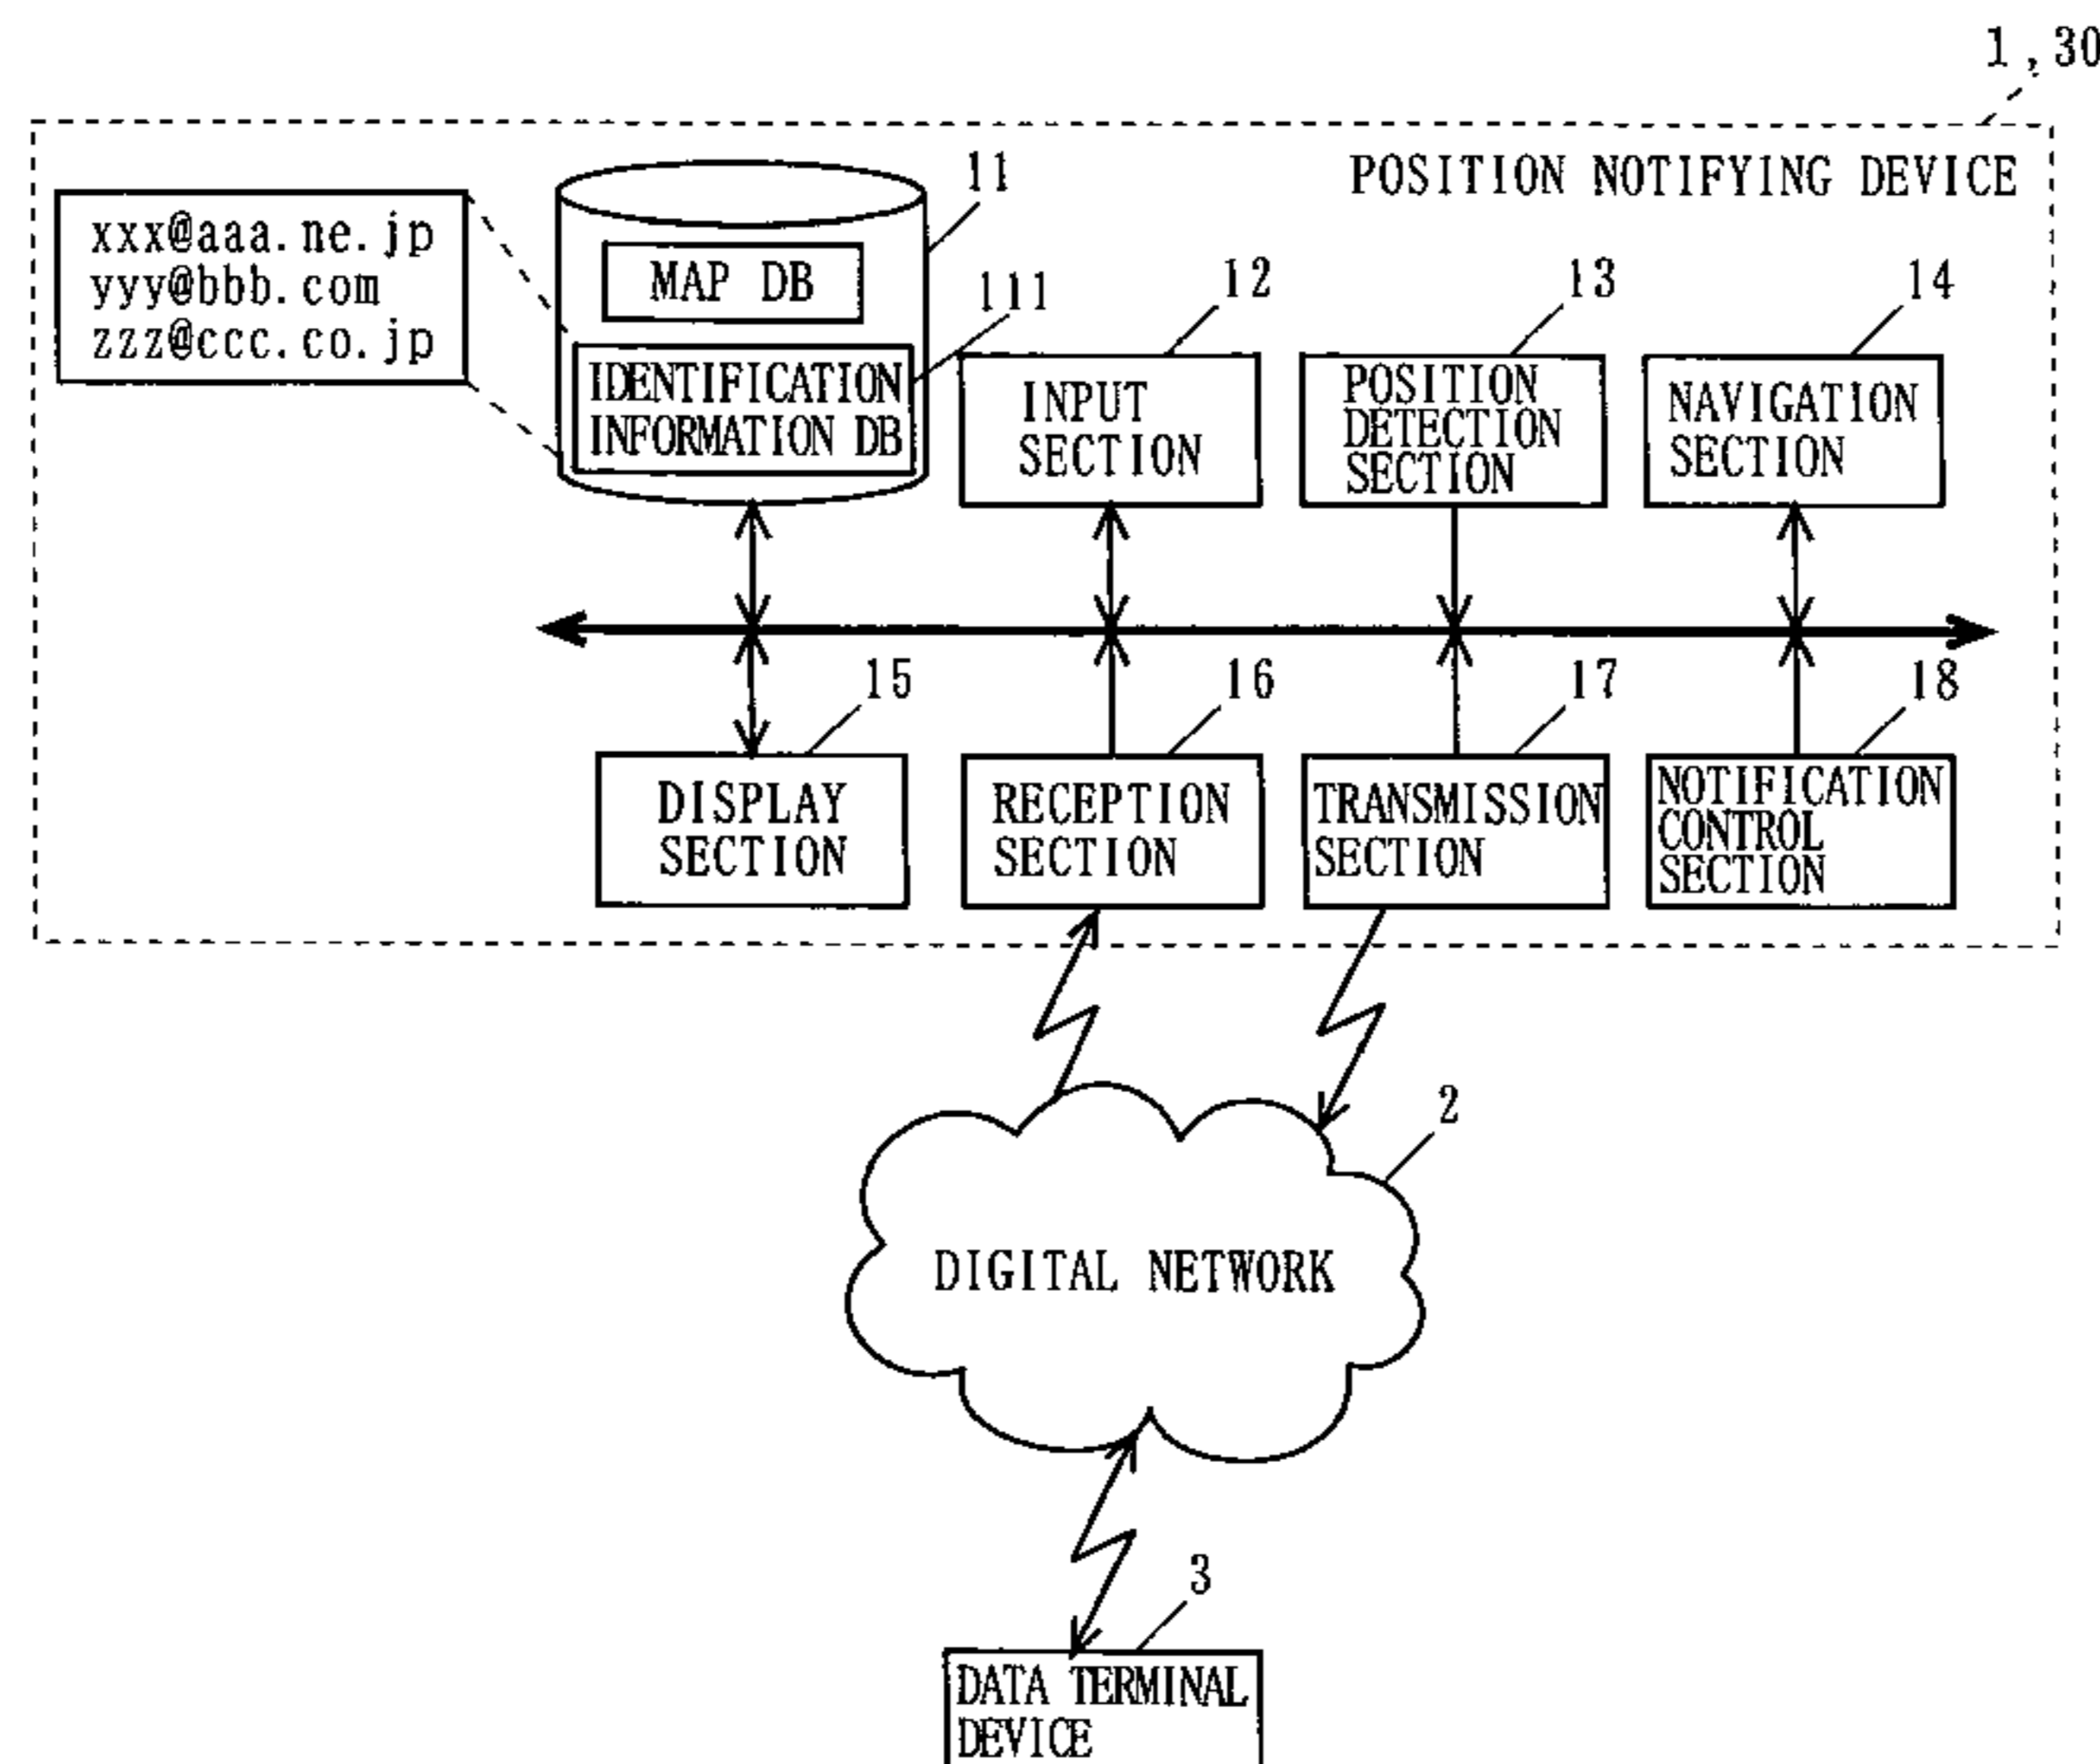 1,30
POSITION NOTIFYING DEVICE
11
xxx@aaa.ne.jp
yyy@bbb.com
zzz@ccc.co.jp
MAP DB
111
IDENTIFICATION
INFORMATION DB
12
INPUT
SECTION
13
POSITION
DETECTION
SECTION
14
NAVIGATION
SECTION
15
DISPLAY
SECTION
16
RECEPTION
SECTION
17
TRANSMISSION
SECTION
18
NOTIFICATION
CONTROL
SECTION
2
DIGITAL NETWORK
3
DATA TERMINAL
DEVICE